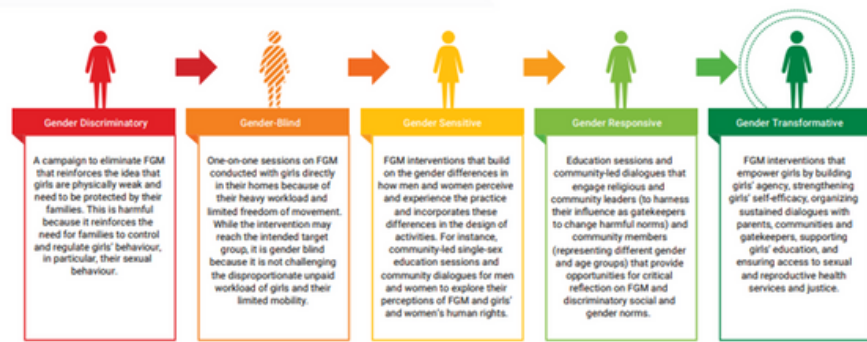 Gender Discriminatory
A campaign to eliminate FGM
that reinforces the idea that
girls are physically weak and
need to be protected by their
families. This is harmful
because it reinforces the
need for families to control
and regulate girls' behaviour,
in particular, their sexual
behaviour.
Gender-Blind
One-on-one sessions on FGM
conducted with girls directly
in their homes because of
their heavy workload and
limited freedom of movement.
While the intervention may
reach the intended target
group, it is gender blind
because it is not challenging
the disproportionate unpaid
workload of girls and their
limited mobility.
Gender Sensitive
FGM interventions that build
on the gender differences in
how men and women perceive
and experience the practice
and incorporates these
differences in the design of
activities. For instance,
community-led single-sex
education sessions and
community dialogues for men
and women to explore their
perceptions of FGM and girls'
and women's human rights.
Gender Responsive
Education sessions and
community-led dialogues that
engage religious and
community leaders (to harness
their influence as gatekeepers
to change harmful norms) and
community members
(representing different gender
and age groups) that provide
opportunities for critical
reflection on FGM and
discriminatory social and
gender norms.
Gender Transformative
FGM interventions that
empower girls by building
girls' agency, strengthening
girls' self-efficacy, organizing
sustained dialogues with
parents, communities and
gatekeepers, supporting
girls' education, and
ensuring access to sexual
and reproductive health
services and justice.